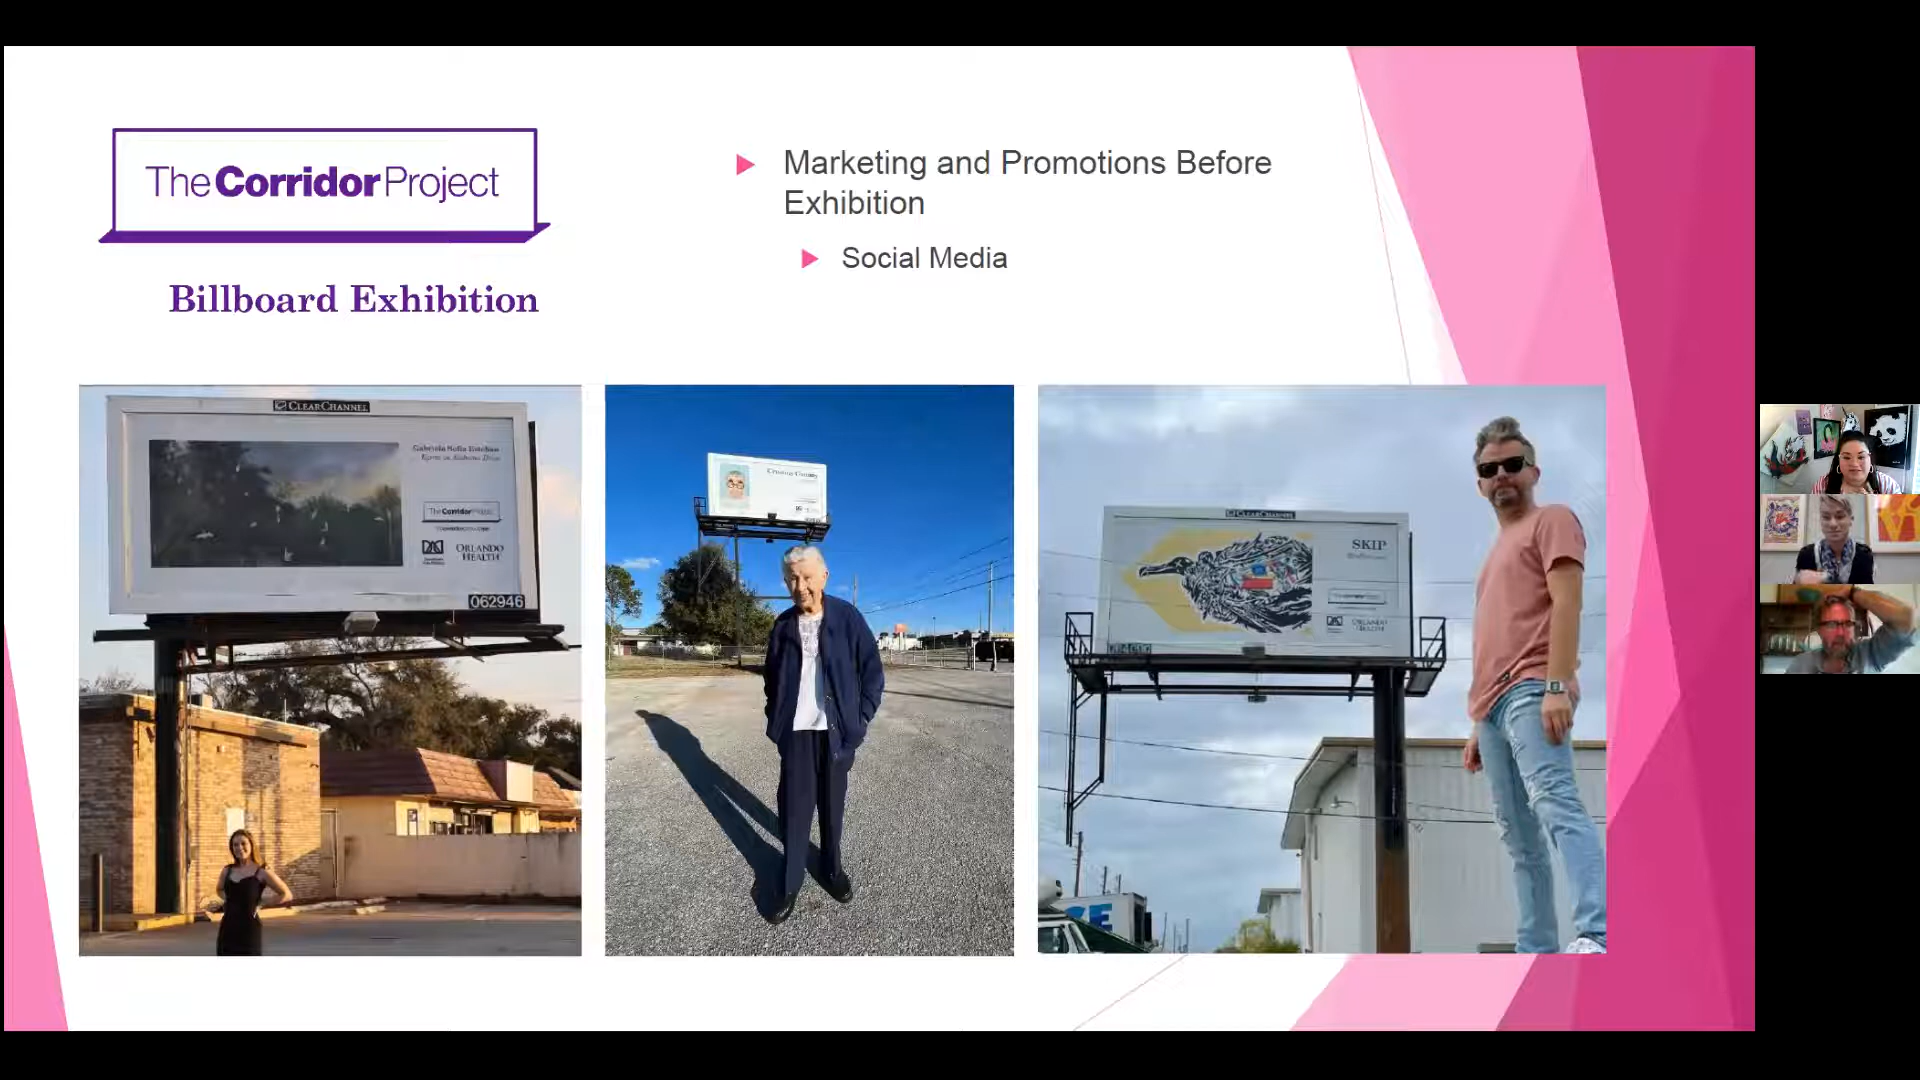 The Corridor Project
Billboard Exhibition
Marketing and Promotions Before
Exhibition
Social Media
CLEAR CHANNEL
The Corridor Project
ORLANDO
HEALTH
062946
CLEAR CHANNEL
SKIP
ORLANDO
HEALTH